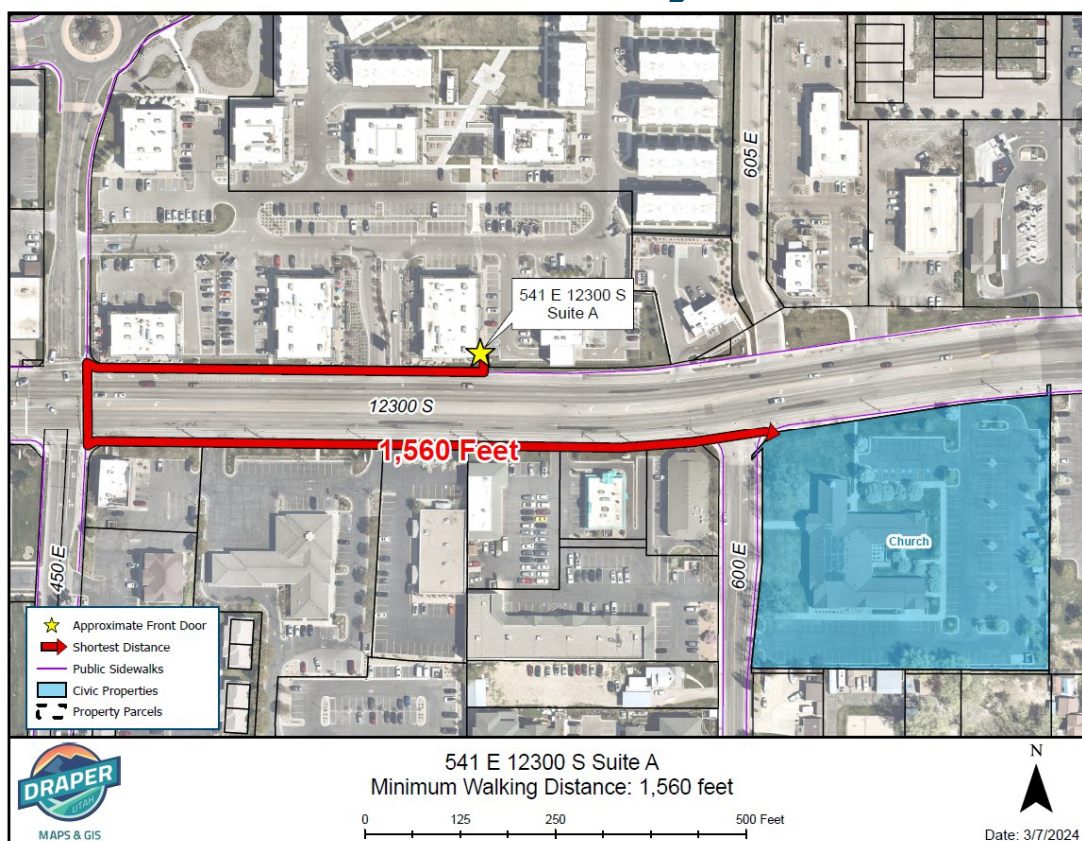 605 E
541 E 12300 S
Suite A
12300 S
1,560 Feet
450 E
600 E
Church
Approximate Front Door
Shortest Distance
Public Sidewalks
Civic Properties
Property Parcels
DRAPER
UTAH
MAPS & GIS
541 E 12300 S Suite A
Minimum Walking Distance: 1,560 feet
0 125 250 500 Feet
N
Date: 3/7/2024